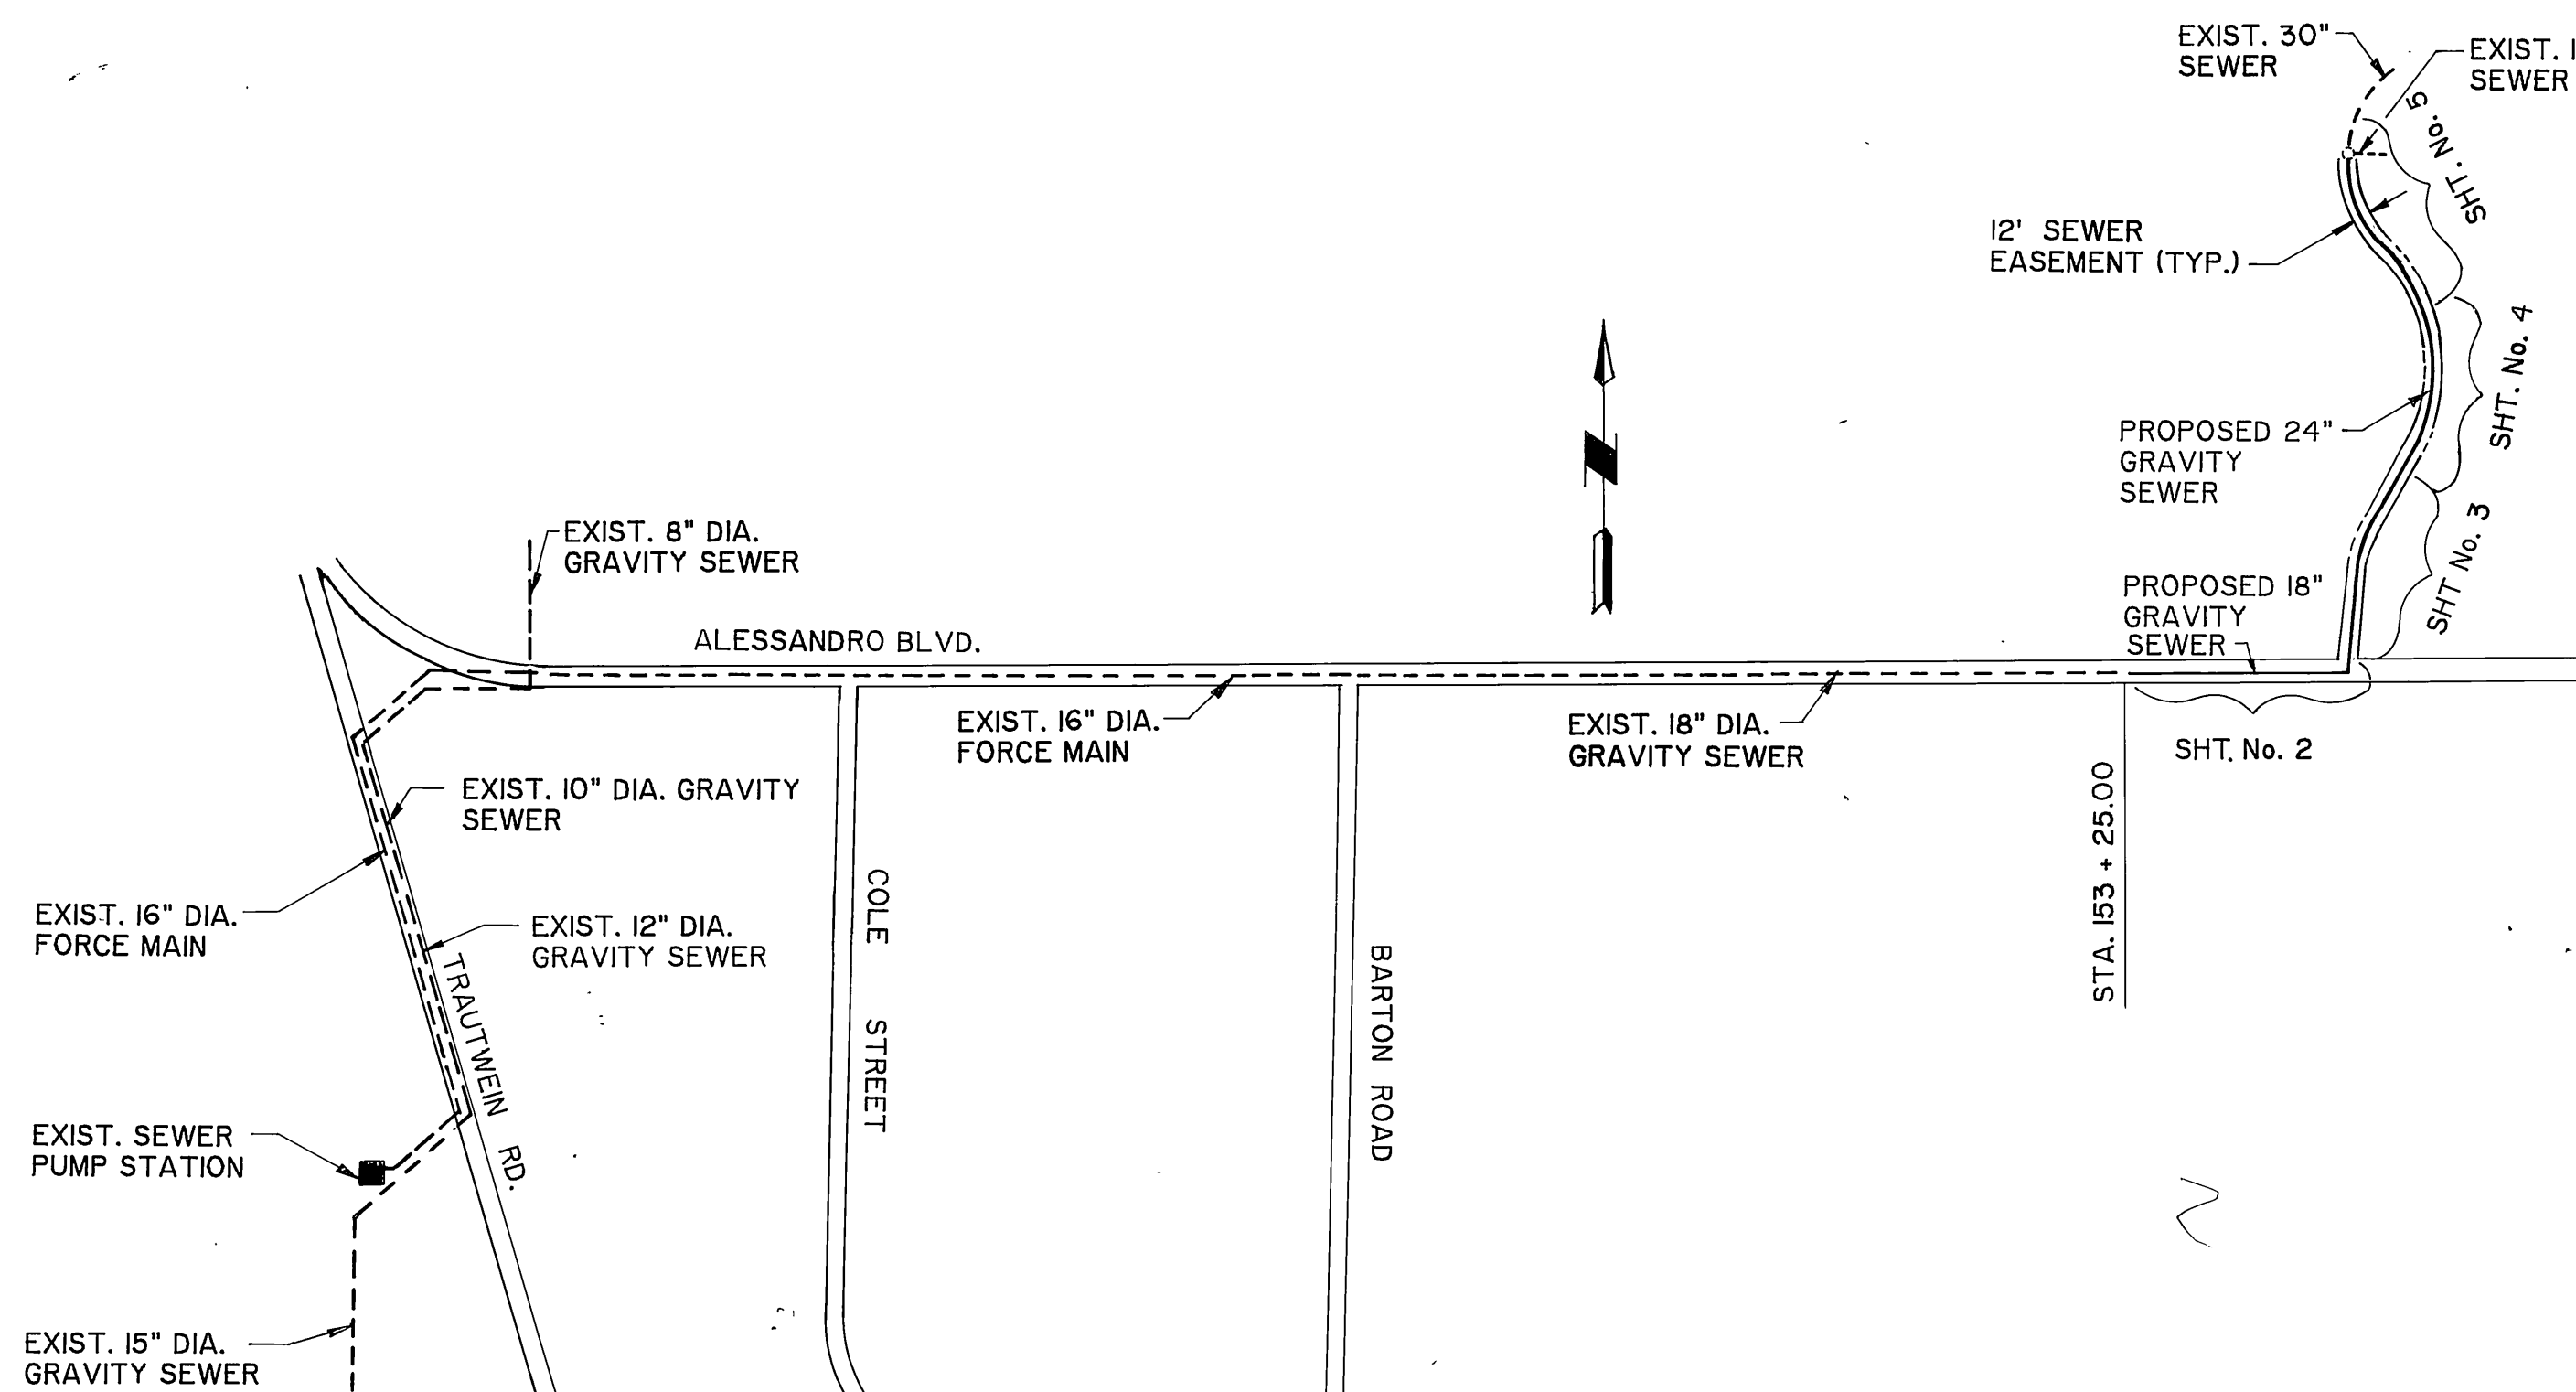 EXIST. 30"
SEWER
EXIST. 1
SEWER
SHT. No. 5
12' SEWER
EASEMENT (TYP.)
SHT. No. 4
PROPOSED 24"
GRAVITY
SEWER
SHT No. 3
N
EXIST. 8" DIA.
GRAVITY SEWER
PROPOSED 18"
GRAVITY
SEWER
ALESSANDRO BLVD.
EXIST. 16" DIA.
FORCE MAIN
EXIST. 18" DIA.
GRAVITY SEWER
SHT. No. 2
STA. 153 + 25.00
EXIST. 10" DIA. GRAVITY
SEWER
EXIST. 16" DIA.
FORCE MAIN
EXIST. 12" DIA.
GRAVITY SEWER
COLE STREET
BARTON ROAD
TRAUTWEIN RD.
EXIST. SEWER
PUMP STATION
EXIST. 15" DIA.
GRAVITY SEWER